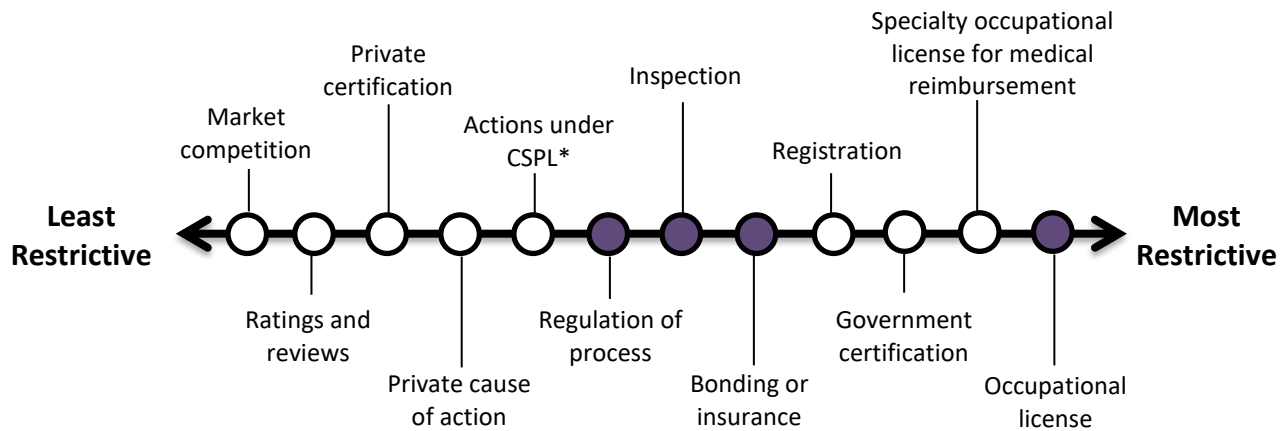 Specialty occupational
license for medical
reimbursement
Private
certification
Inspection
Market
competition
Actions under
CSPL*
Registration
Least
Restrictive
Most
Restrictive
Ratings and
reviews
Regulation of
process
Government
certification
Private cause
of action
Bonding or
insurance
Occupational
license